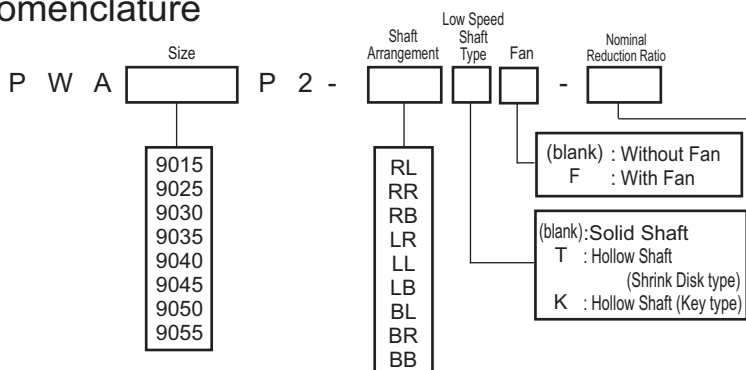 omenclature
Size
Shaft
Arrangement
Low Speed
Shaft
Type
Fan
Nominal
Reduction Ratio
P W A P 2 - -
9015
9025
9030
9035
9040
9045
9050
9055
RL
RR
RB
LR
LL
LB
BL
BR
BB
(blank) : Without Fan
F : With Fan
(blank):Solid Shaft
T : Hollow Shaft
(Shrink Disk type)
K : Hollow Shaft (Key type)